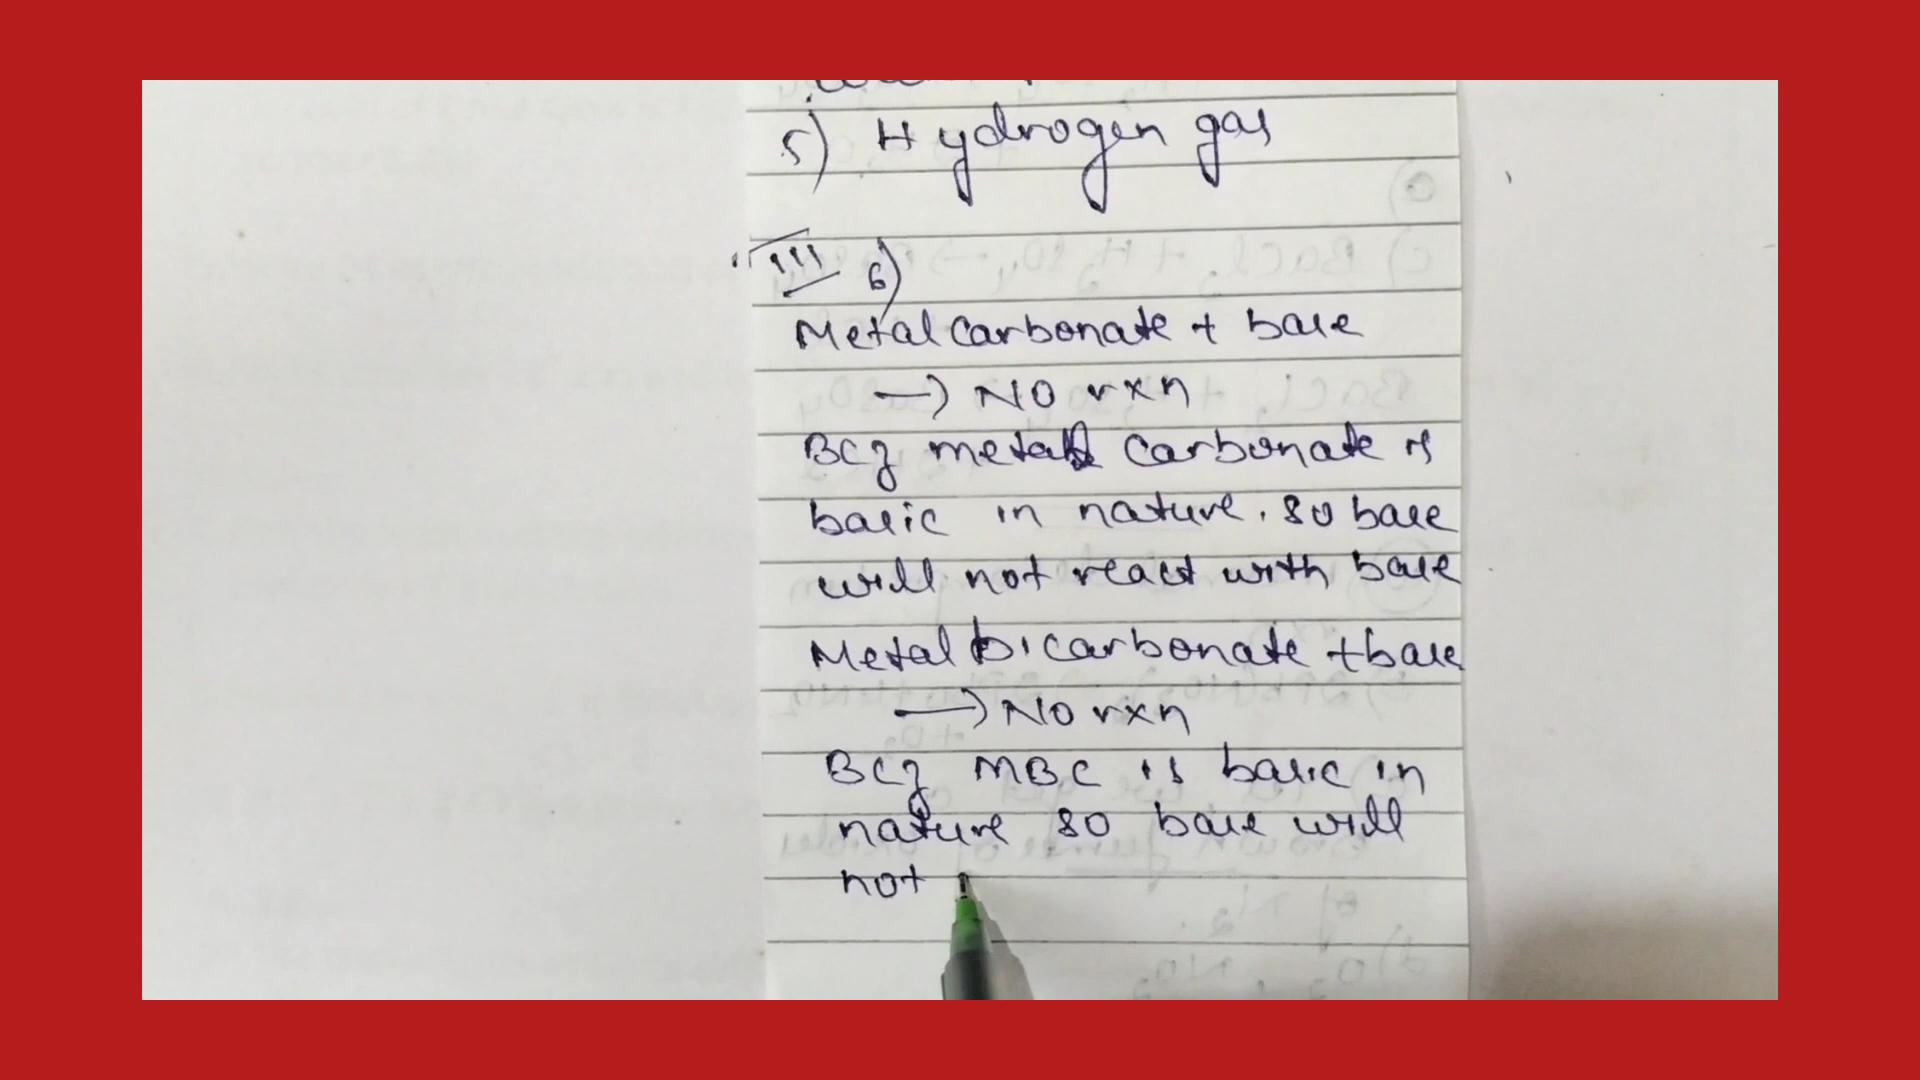 5) Hydrogen gas
III 6)
Metal Carbonate + base
→ NO rxn
BCZ metal Carbonate is
basic in nature. So base
will not react with base
Metal bicarbonate + base
→ No rxn
BCZ MBC is basic in
nature so base will
not